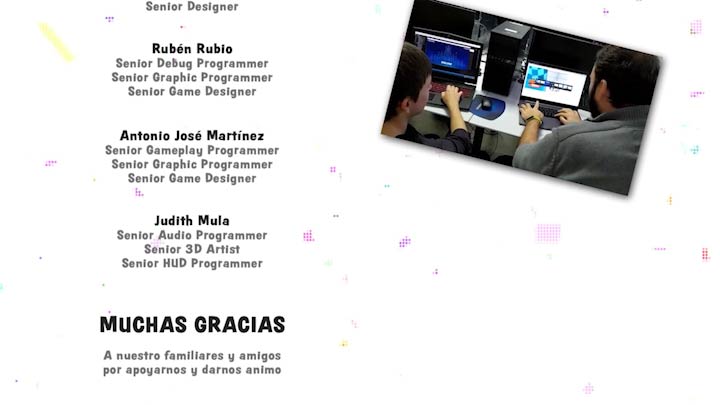 Senior Designer
Rubén Rubio
Senior Debug Programmer
Senior Graphic Programmer
Senior Game Designer
Antonio José Martínez
Senior Gameplay Programmer
Senior Graphic Programmer
Senior Game Designer
Judith Mula
Senior Audio Programmer
Senior 3D Artist
Senior HUD Programmer
MUCHAS GRACIAS
A nuestro familiares y amigos
por apoyarnos y darnos animo